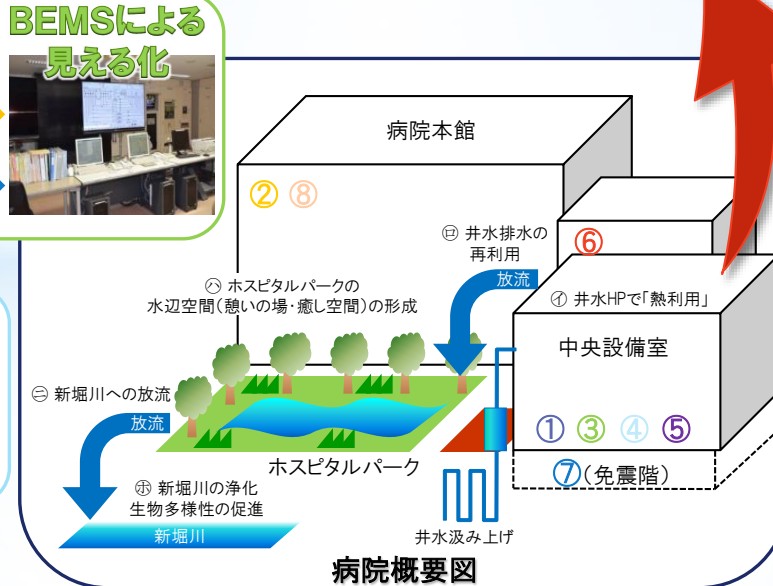 BEMSによる
見える化
病院本館
② ⑧
㋺ 井水排水の
再利用
放流
⑥
㋑ 井水HPで「熱利用」
㋩ ホスピタルパークの
水辺空間(憩いの場・癒し空間)の形成
中央設備室
① ③ ④ ⑤
⑦(免震階)
㊁ 新堀川への放流
放流
ホスピタルパーク
㋭ 新堀川の浄化
生物多様性の促進
新堀川
井水汲み上げ
病院概要図